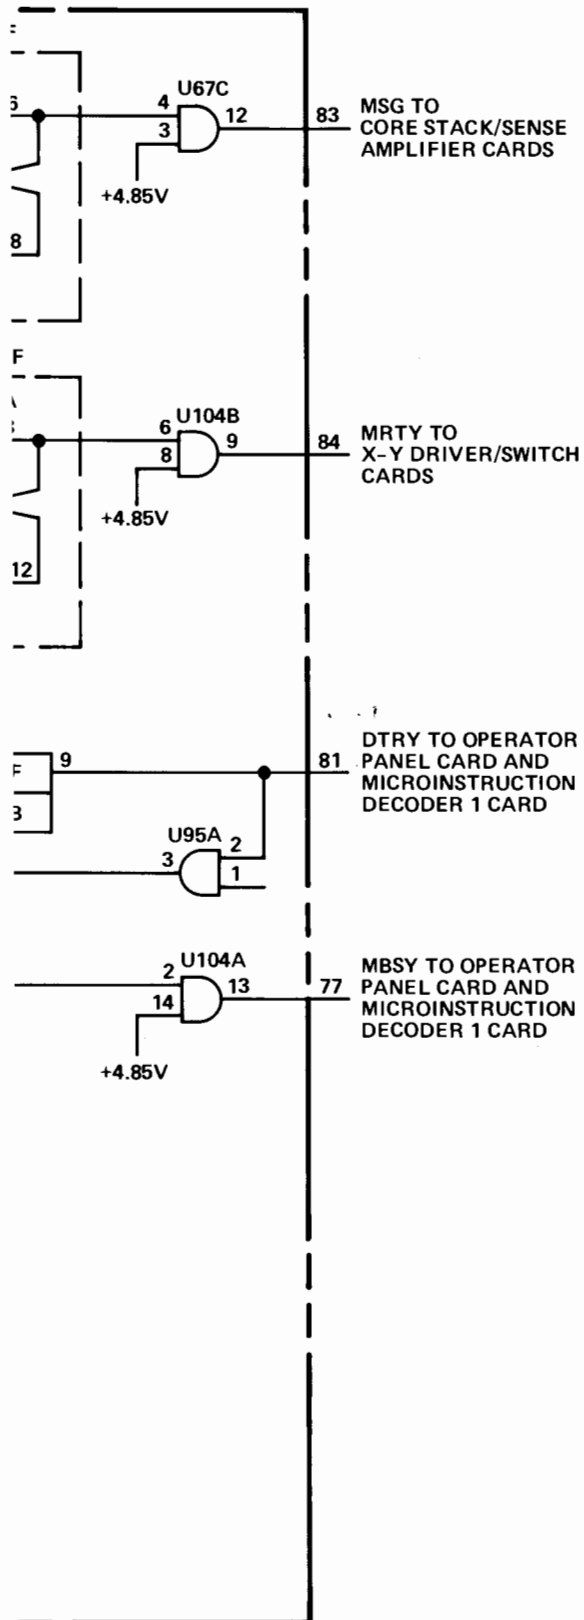 F
U67C
6
4
3
12
83
MSG TO
CORE STACK/SENSE
AMPLIFIER CARDS
+4.85V
8
F
U104B
6
8
9
84
MRTY TO
X-Y DRIVER/SWITCH
CARDS
+4.85V
12
9
81
DTRY TO OPERATOR
PANEL CARD AND
MICROINSTRUCTION
DECODER 1 CARD
F
B
U95A
3
2
1
U104A
2
14
13
77
MBSY TO OPERATOR
PANEL CARD AND
MICROINSTRUCTION
DECODER 1 CARD
+4.85V